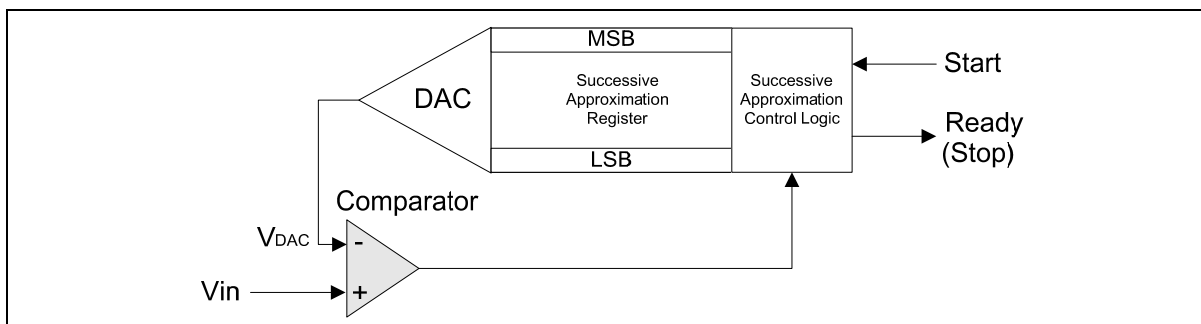 MSB
DAC
Successive
Approximation
Register
LSB
Successive
Approximation
Control Logic
Start
Ready
(Stop)
Comparator
VDAC
-
Vin
+